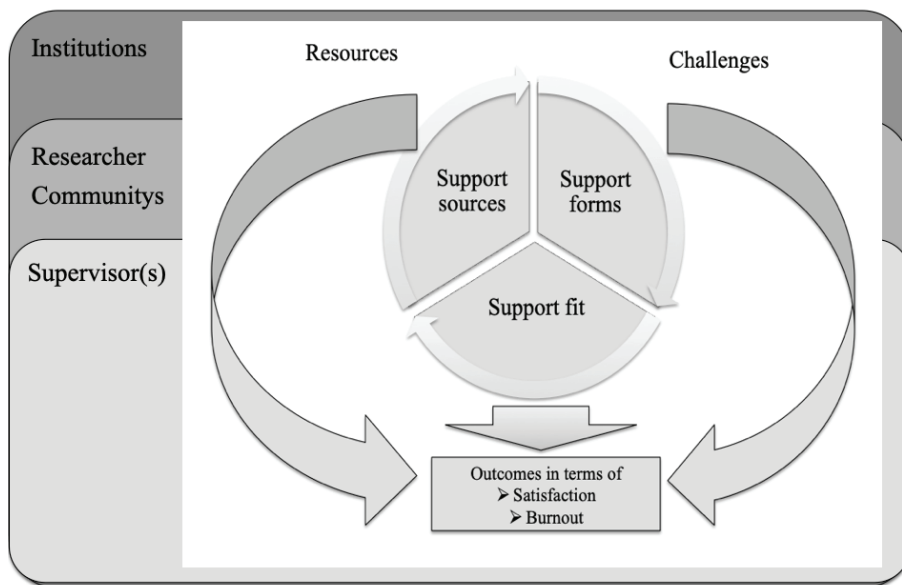 Institutions
Researcher
Communitys
Supervisor(s)
Resources
Challenges
Support
sources
Support
forms
Support fit
Outcomes in terms of
➢ Satisfaction
➢ Burnout